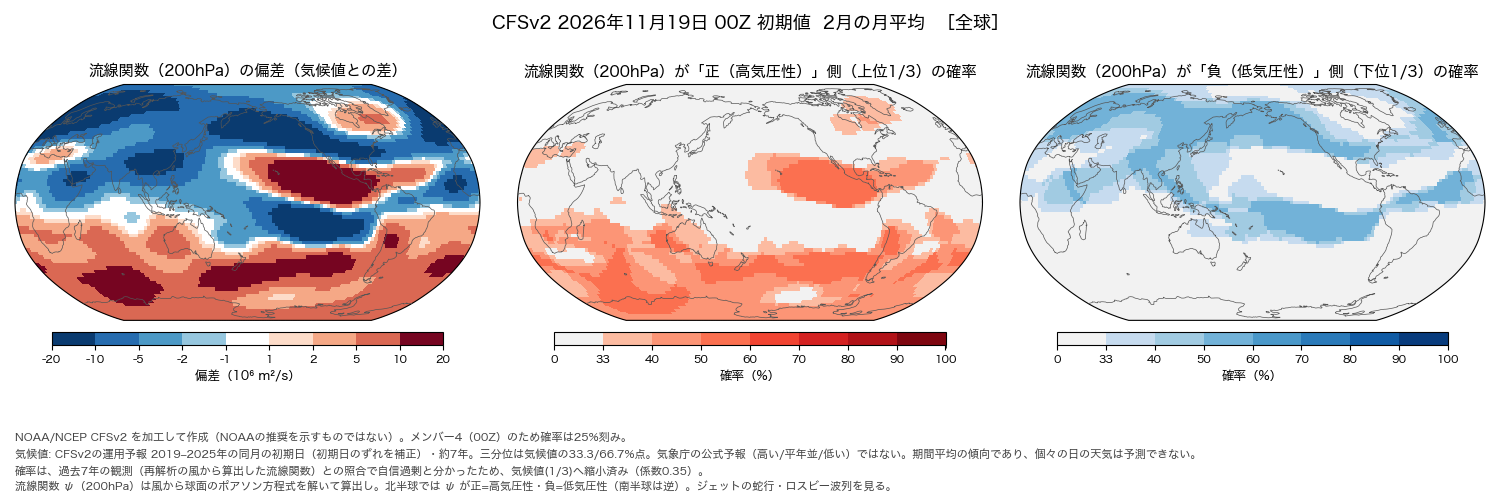 CFSv2 2026年11月19日 00Z 初期値  2月の月平均　［全球］
流線関数（200hPa）の偏差（気候値との差）
流線関数（200hPa）が「正（高気圧性）」側（上位1/3）の確率
流線関数（200hPa）が「負（低気圧性）」側（下位1/3）の確率
-20 -10 -5 -2 -1 1 2 5 10 20
偏差（10⁶ m²/s）
0 33 40 50 60 70 80 90 100
確率（%）
0 33 40 50 60 70 80 90 100
確率（%）
NOAA/NCEP CFSv2 を加工して作成（NOAAの推奨を示すものではない）。メンバー4（00Z）のため確率は25%刻み。
気候値: CFSv2の運用予報 2019–2025年の同月の初期日（初期日のずれを補正）・約7年。三分位は気候値の33.3/66.7%点。気象庁の公式予報（高い/平年並/低い）ではない。期間平均の傾向であり、個々の日の天気は予測できない。
確率は、過去7年の観測（再解析の風から算出した流線関数）との照合で自信過剰と分かったため、気候値(1/3)へ縮小済み（係数0.35）。
流線関数 ψ（200hPa）は風から球面のポアソン方程式を解いて算出し。北半球では ψ が正=高気圧性・負=低気圧性（南半球は逆）。ジェットの蛇行・ロスビー波列を見る。